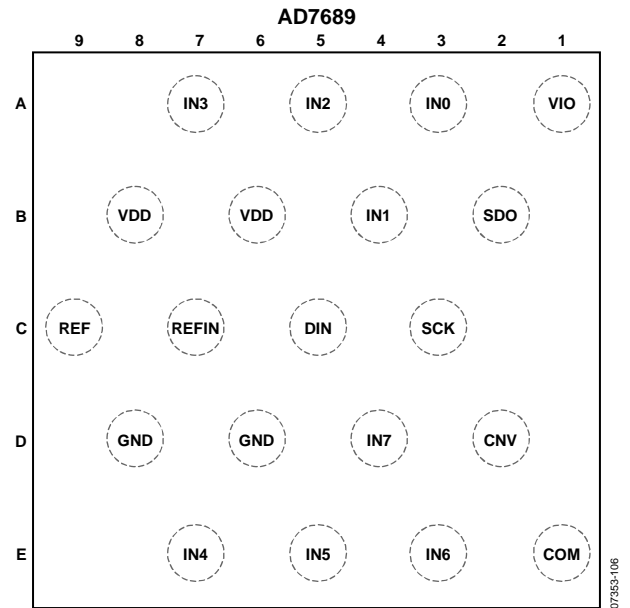 AD7689
9 8 7 6 5 4 3 2 1
A IN3 IN2 IN0 VIO
B VDD VDD IN1 SDO
C REF REFIN DIN SCK
D GND GND IN7 CNV
E IN4 IN5 IN6 COM
07353-106